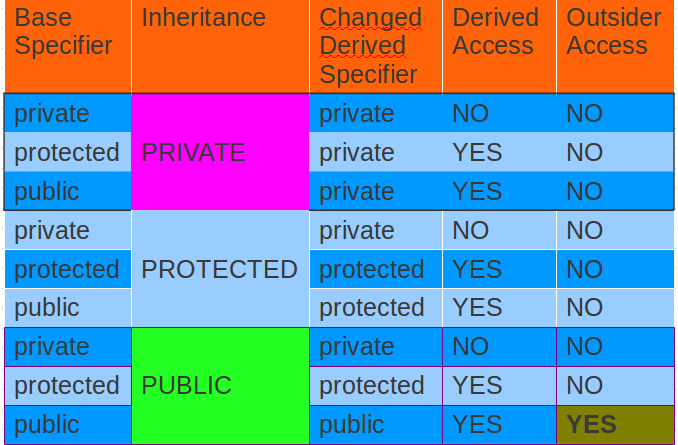 Base Specifier Inheritance Changed Derived Specifier Derived Access Outsider Access
private private NO NO
protected PRIVATE private YES NO
public private YES NO
private private NO NO
protected PROTECTED protected YES NO
public protected YES NO
private private NO NO
protected PUBLIC protected YES NO
public public YES YES